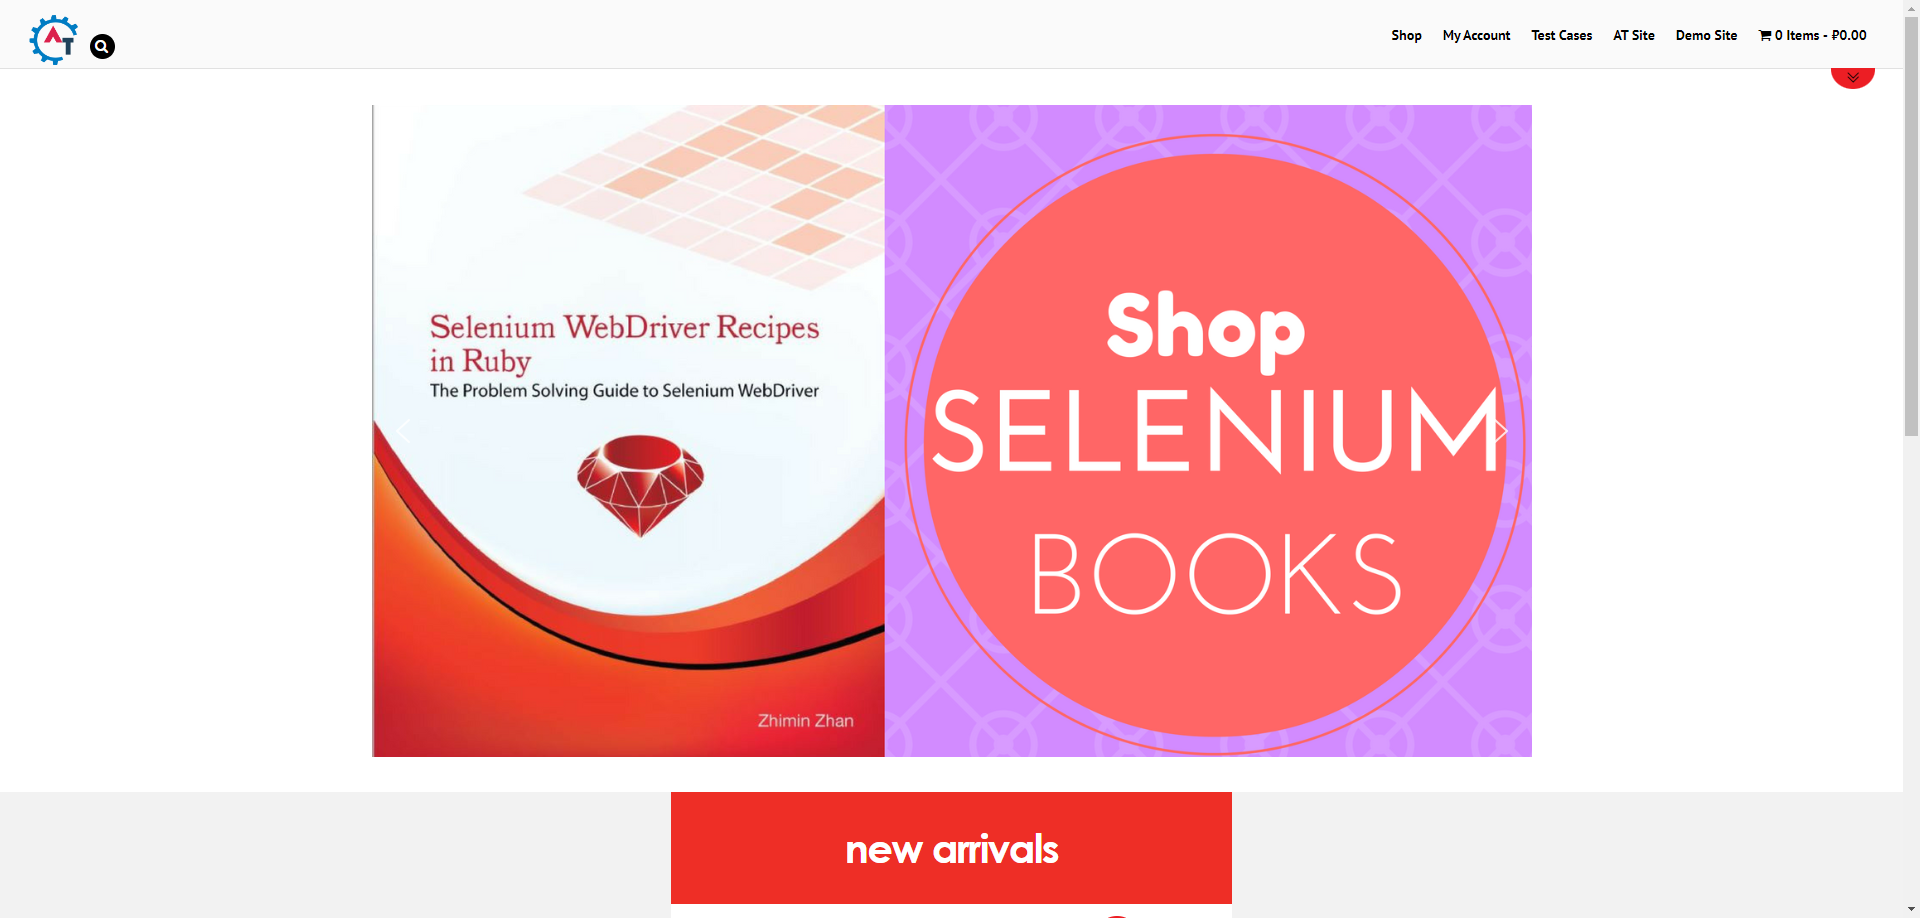 AT
Shop
My Account
Test Cases
AT Site
Demo Site
0 Items - ₽0.00
Selenium WebDriver Recipes
in Ruby
The Problem Solving Guide to Selenium WebDriver
Zhimin Zhan
Shop
SELENIUM
BOOKS
new arrivals